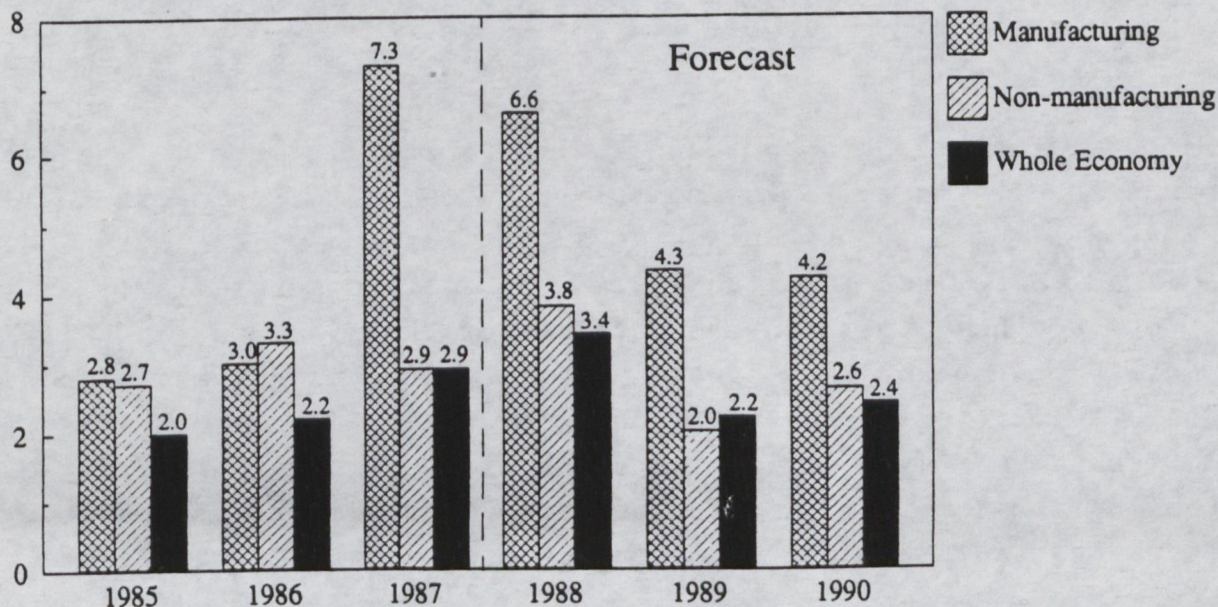 8
6
4
2
0
Forecast
2.8 2.7 2.0
3.0 3.3 2.2
7.3 2.9 2.9
6.6 3.8 3.4
4.3 2.0 2.2
4.2 2.6 2.4
1985 1986 1987 1988 1989 1990
Manufacturing
Non-manufacturing
Whole Economy